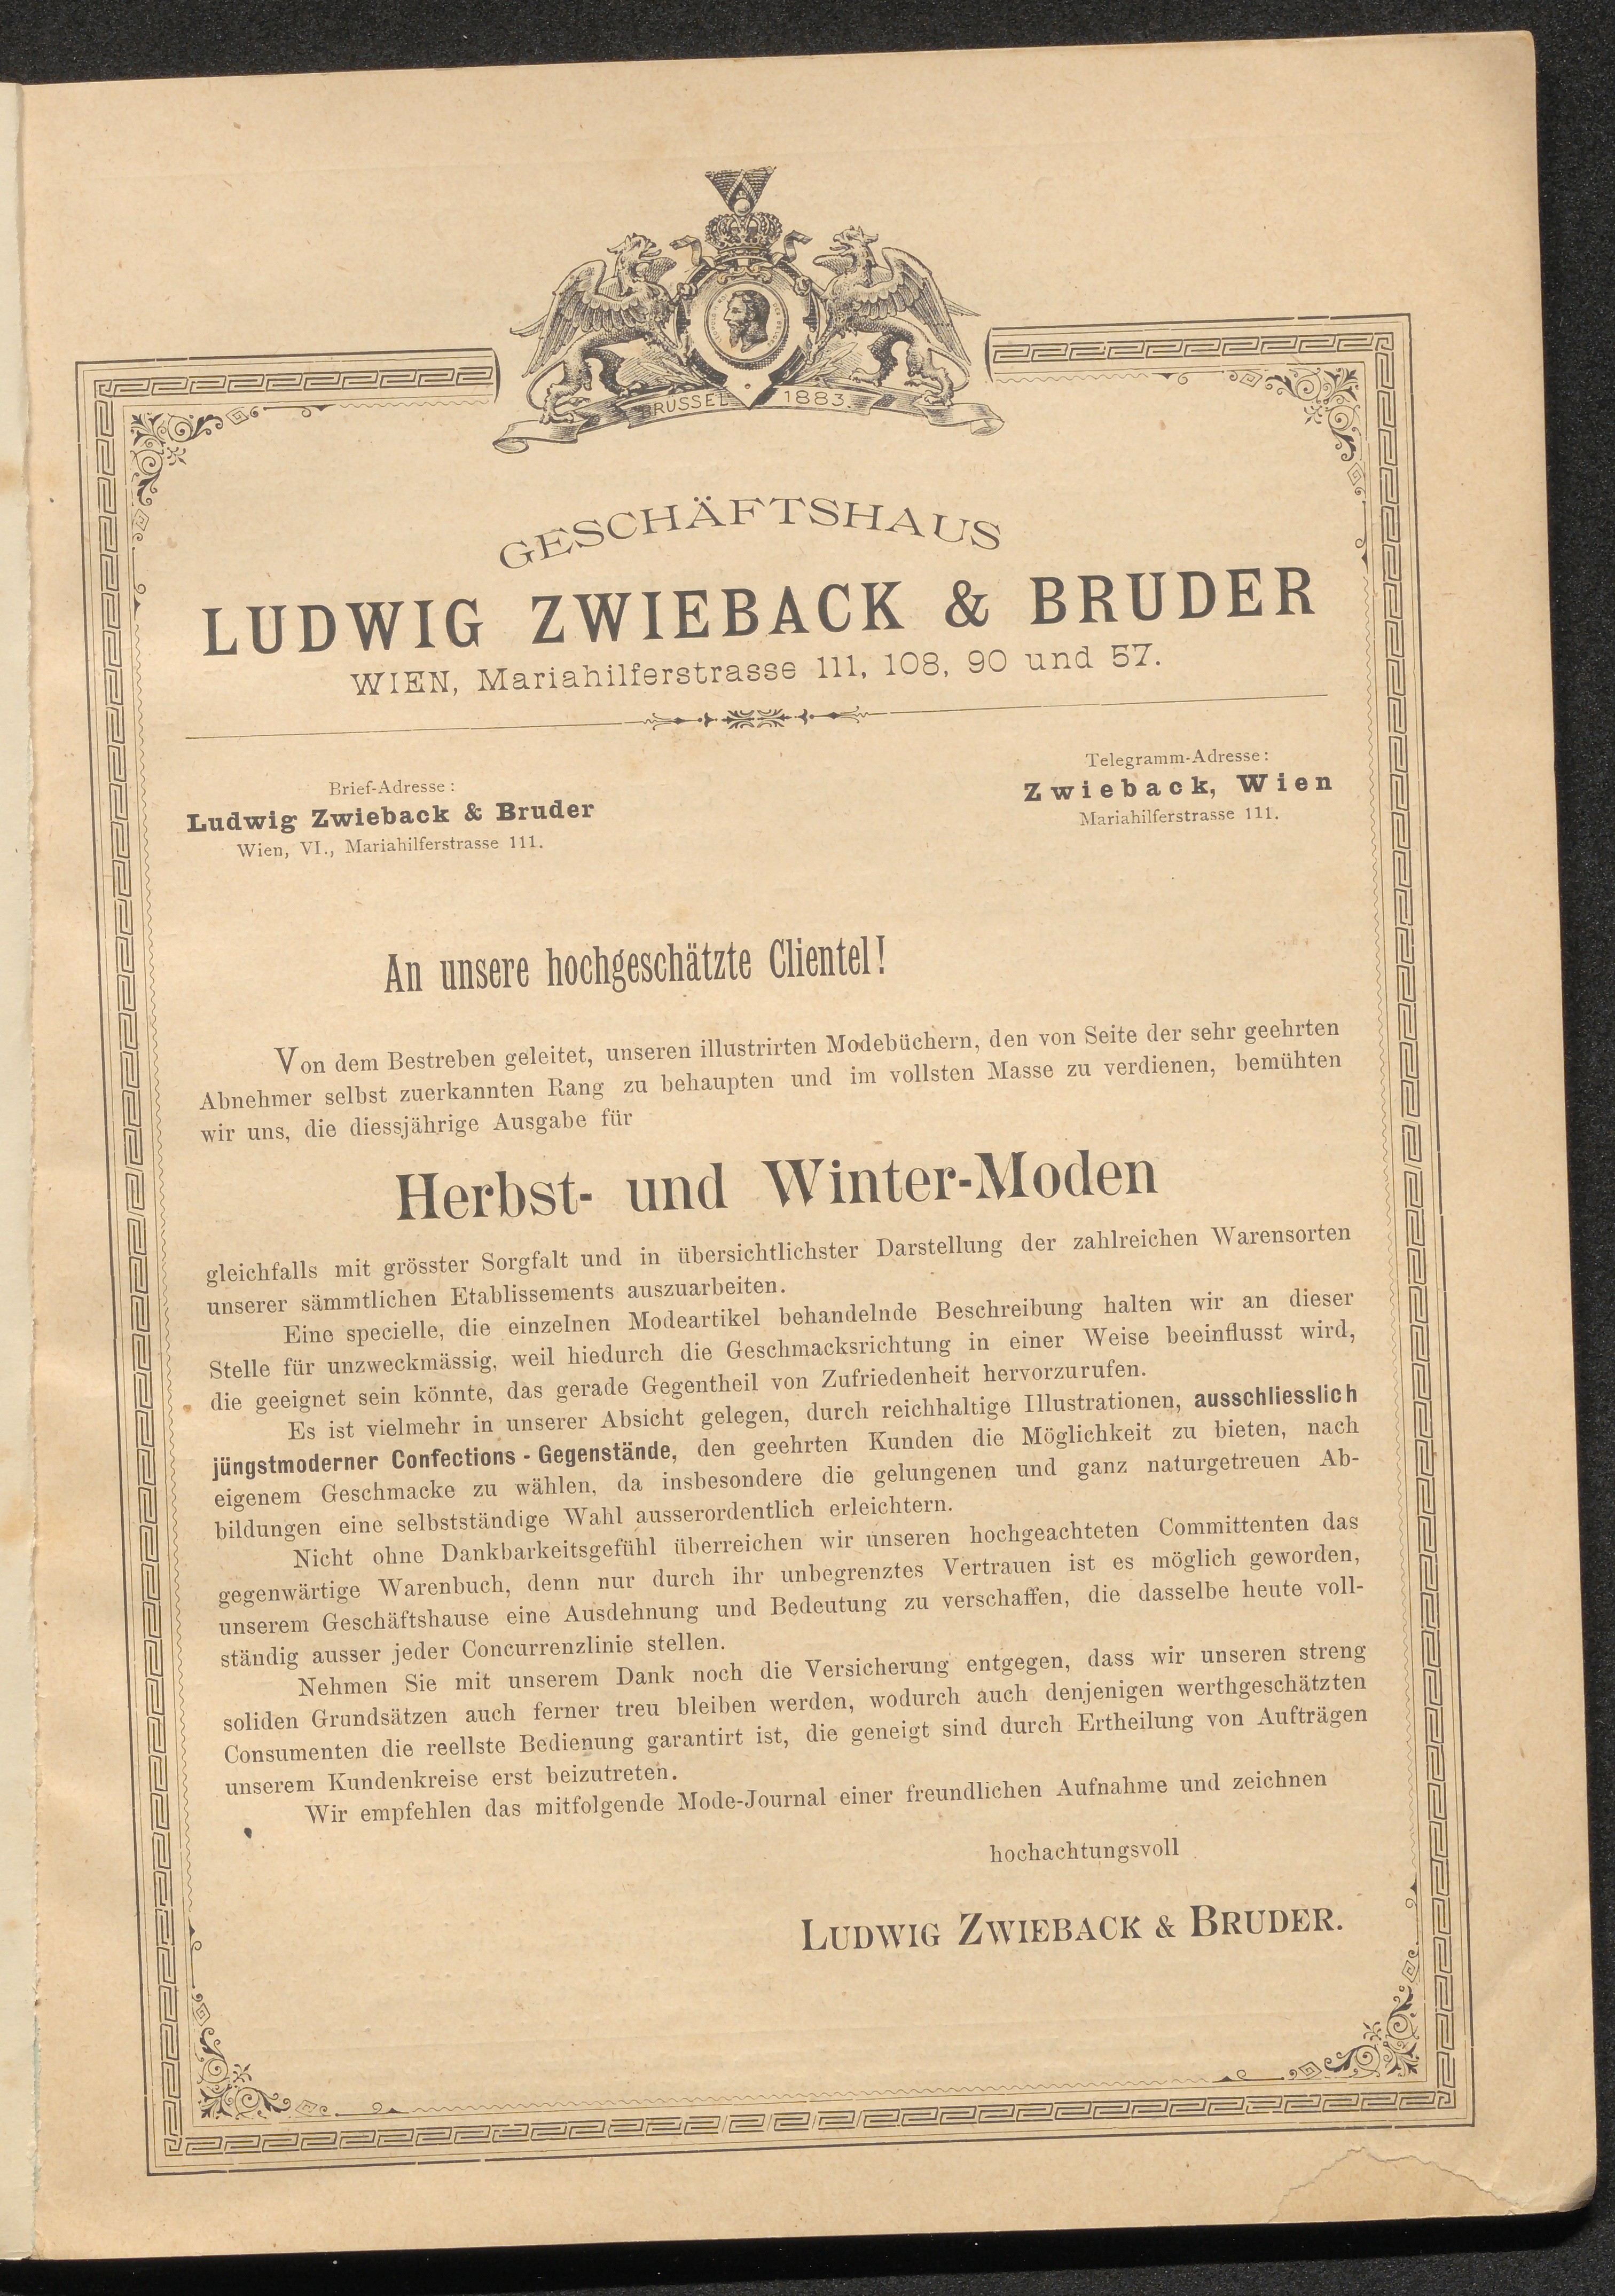 BRÜSSEL 1883.
GESCHÄFTSHAUS
LUDWIG ZWIEBACK & BRUDER
WIEN, Mariahilferstrasse 111, 108, 90 und 57.
Brief-Adresse:
Ludwig Zwieback & Bruder
Wien, VI., Mariahilferstrasse 111.
Telegramm-Adresse:
Zwieback, Wien
Mariahilferstrasse 111.
An unsere hochgeschätzte Clientel!
Von dem Bestreben geleitet, unseren illustrirten Modebüchern, den von Seite der sehr geehrten
Abnehmer selbst zuerkannten Rang zu behaupten und im vollsten Masse zu verdienen, bemühten
wir uns, die diessjährige Ausgabe für
Herbst- und Winter-Moden
gleichfalls mit grösster Sorgfalt und in übersichtlichster Darstellung der zahlreichen Warensorten
unserer sämmtlichen Etablissements auszuarbeiten.
Eine specielle, die einzelnen Modeartikel behandelnde Beschreibung halten wir an dieser
Stelle für unzweckmässig, weil hiedurch die Geschmacksrichtung in einer Weise beeinflusst wird,
die geeignet sein könnte, das gerade Gegentheil von Zufriedenheit hervorzurufen.
Es ist vielmehr in unserer Absicht gelegen, durch reichhaltige Illustrationen, ausschliesslich
jüngstmoderner Confections-Gegenstände, den geehrten Kunden die Möglichkeit zu bieten, nach
eigenem Geschmacke zu wählen, da insbesondere die gelungenen und ganz naturgetreuen Ab-
bildungen eine selbstständige Wahl ausserordentlich erleichtern.
Nicht ohne Dankbarkeitsgefühl überreichen wir unseren hochgeachteten Committenten das
gegenwärtige Warenbuch, denn nur durch ihr unbegrenztes Vertrauen ist es möglich geworden,
unserem Geschäftshause eine Ausdehnung und Bedeutung zu verschaffen, die dasselbe heute voll-
ständig ausser jeder Concurrenzlinie stellen.
Nehmen Sie mit unserem Dank noch die Versicherung entgegen, dass wir unseren streng
soliden Grundsätzen auch ferner treu bleiben werden, wodurch auch denjenigen werthgeschätzten
Consumenten die reellste Bedienung garantirt ist, die geneigt sind durch Ertheilung von Aufträgen
unserem Kundenkreise erst beizutreten.
Wir empfehlen das mitfolgende Mode-Journal einer freundlichen Aufnahme und zeichnen
hochachtungsvoll
LUDWIG ZWIEBACK & BRUDER.